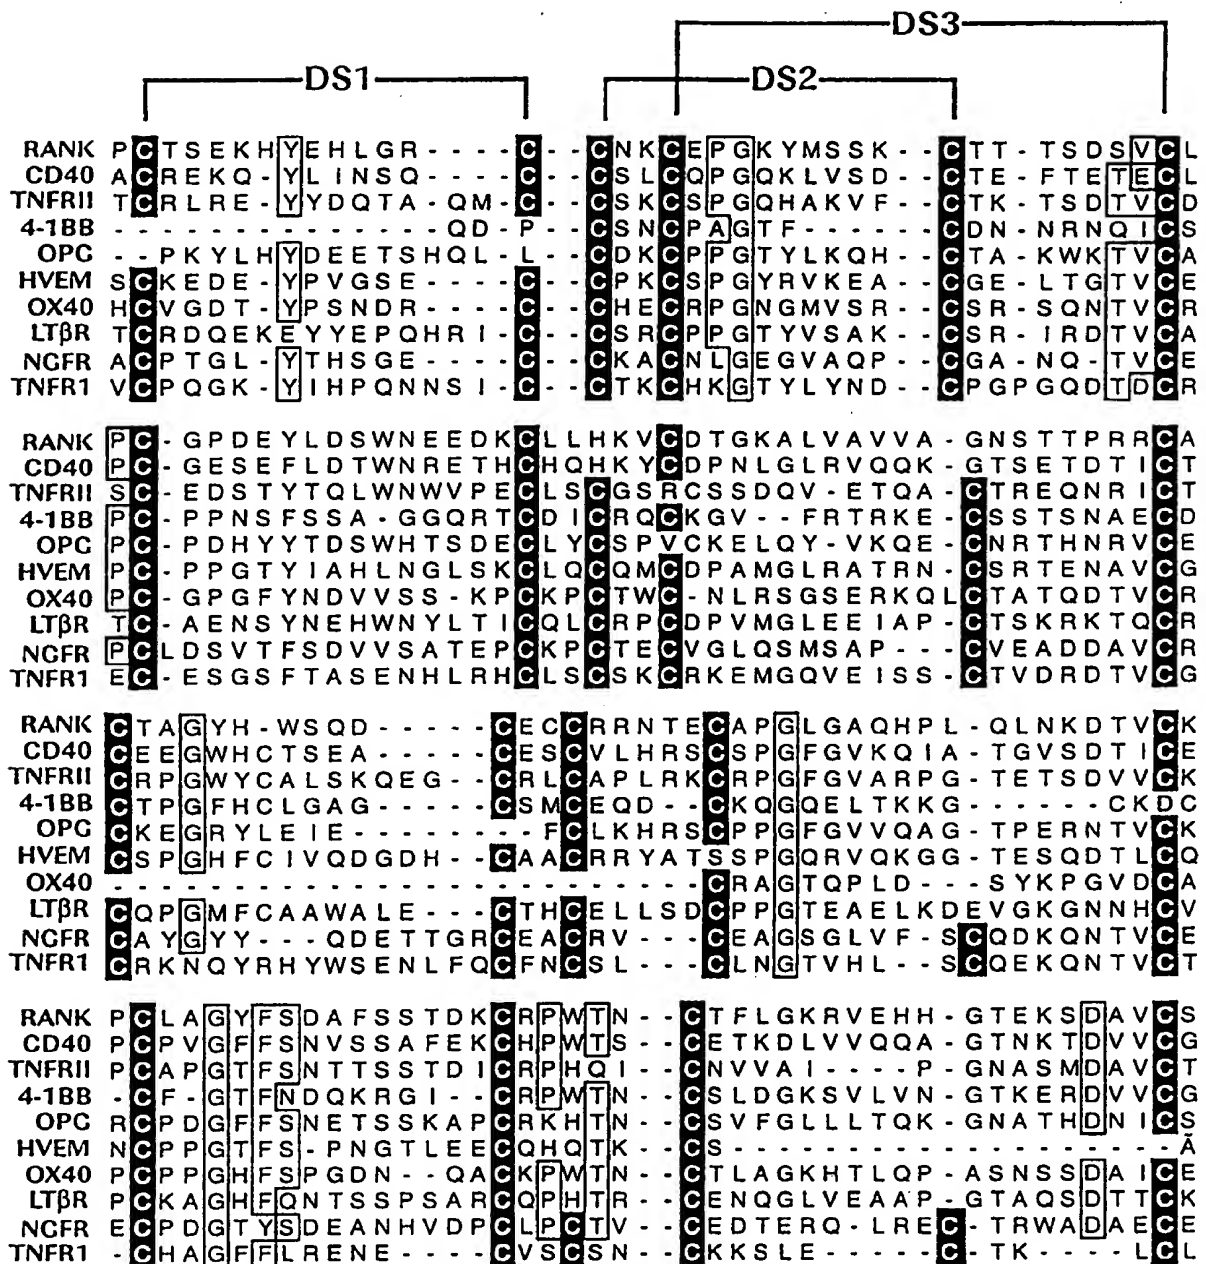 DS3
DS1 DS2
RANK PCTSEKHYEHLGR----C--CNKCEPGKYMSSK--CTT-TSDSVCL
CD40 ACREKQ-YLINSQ----C--CSLCQPGQKLVSD--CTE-FTETECL
TNFRII TCRLRE-YYDQTA-QM-C--CSKCSPGQHAKVF--CTK-TSDTVCD
4-1BB --------------QD-P--CSNCPAGTF------CDN-NRNQICS
OPG --PKYLHYDEETSHQL-L--CDKCPPGTYLKQH--CTA-KWKTVCA
HVEM SCKEDE-YPVGSE----C--CPKCSPGYRVKEA--CGE-LTGTVCE
OX40 HCVGDT-YPSNDR----C--CHECRPGNGMVSR--CSR-SQNTVCR
LTβR TCRDQEKEYYEPQHRI-C--CSRCPPGTYVSAK--CSR-IRDTVCA
NGFR ACPTGL-YTHSGE----C--CKACNLGEGVAQP--CGA-NQ-TVCE
TNFR1 VCPQGK-YIHPQNNSI-C--CTKCHKGTYLYND--CPGPGQDTDCR
RANK PC-GPDEYLDSWNEEDKCLLHKVCDTGKALVAVVA-GNSTTPRRCA
CD40 PC-GESEFLDTWNRETHCHQHKYCDPNLGLRVQQK-GTSETDTICT
TNFRII SC-EDSTYTQLWNWVPECLSCGSRCSSDQV-ETQA-CTREQNRICT
4-1BB PC-PPNSFSSA-GGQRTCDICRQCKGV--FRTRKE-CSSTSNAECD
OPG PC-PDHYYTDSWHTSDECLYCSPVCKELQY-VKQE-CNRTHNRVCE
HVEM PC-PPGTYIAHLNGLSKCLQCQMCDPAMGLRATRN-CSRTENAVCG
OX40 PC-GPGFYNDVVSS-KPCKPCTWC-NLRSGSERKQLCTATQDTVCR
LTβR TC-AENSYNEHWNYLTICQLCRPCDPVMGLEEIAP-CTSKRKTQCR
NGFR PCLDSVTFSDVVSATEPCKPCTECVGLQSMSAP---CVEADDAVCR
TNFR1 EC-ESGSFTASENHLRHCLSCSKCRKEMGQVEISS-CTVDRDTVCG
RANK CTAGYH-WSQD------CECCRRNTECAPGLGAQHPL-QLNKDTVCK
CD40 CEEGWHCTSEA------CESCVLHRSCSPGFGVKQIA-TGVSDTICE
TNFRII CRPGWYCALSKQEG---CRLCAPLRKCRPGFGVARPG-TETSDVVCK
4-1BB CTPGFHCLGAG------CSMCEQD--CKQGQELTKKG------CKDC
OPG CKEGRYLEIE--------FCLKHRSCPPGFGVVQAG-TPERNTVCK
HVEM CSPGHFCIVQDGDH--CAACRRYATSSPGQRVQKGG-TESQDTLCQ
OX40 -------------------------CRAGTQPLD---SYKPGVDCA
LTβR CQPGMFCAAWALE---CTHCELLSDCPPGTEAELKDEVGKGNNHCV
NGFR CAYGYY---QDETTGRCEACRV---CEAGSGLVF-SCQDKQNTVCE
TNFR1 CRKNQYRHYWSENLFQCFNCSL---CLNGTVHL--SCQEKQNTVCT
RANK PCLAGYFSDAFSSTDKCRPWTN--CTFLGKRVEHH-GTEKSDAVCS
CD40 PCPVGFFSNVSSAFEKCHPWTS--CETKDLVVQQA-GTNKTDVVCG
TNFRII PCAPGTFSNTTSSTDICRPHQI--CNVVAI----P-GNASMDAVCT
4-1BB -CF-GTFNDQKRGI--CRPWTN--CSLDGKSVLVN-GTKERDVVCG
OPG RCPDGFFSNETSSKAPCRKHTN--CSVFGLLLTQK-GNATHDNICS
HVEM NCPPGTFS-PNGTLEECQHQTK--CS--------------------A
OX40 PCPPGHFSPGDN--QACKPWTN--CTLAGKHTLQP-ASNSSDAICE
LTβR PCKAGHFQNTSSPSARCQPHTR--CENQGLVEAAP-GTAQSDTTCK
NGFR ECPDGTYSDEANHVDPCLPCTV--CEDTERQ-LREC-TRWADAECE
TNFR1 -CHAGFFLRENE----CVSCSN--CKKSLE-----C-TK----LCL